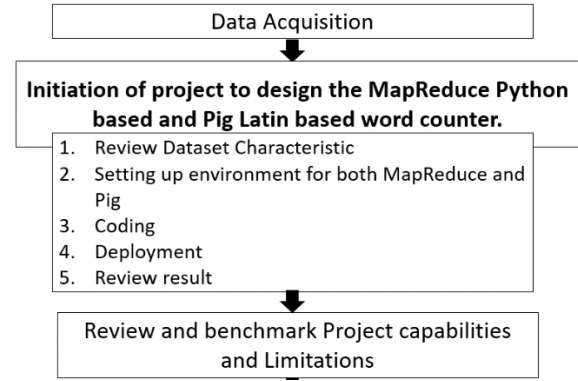 Data Acquisition
Initiation of project to design the MapReduce Python
based and Pig Latin based word counter.
1. Review Dataset Characteristic
2. Setting up environment for both MapReduce and
Pig
3. Coding
4. Deployment
5. Review result
Review and benchmark Project capabilities
and Limitations